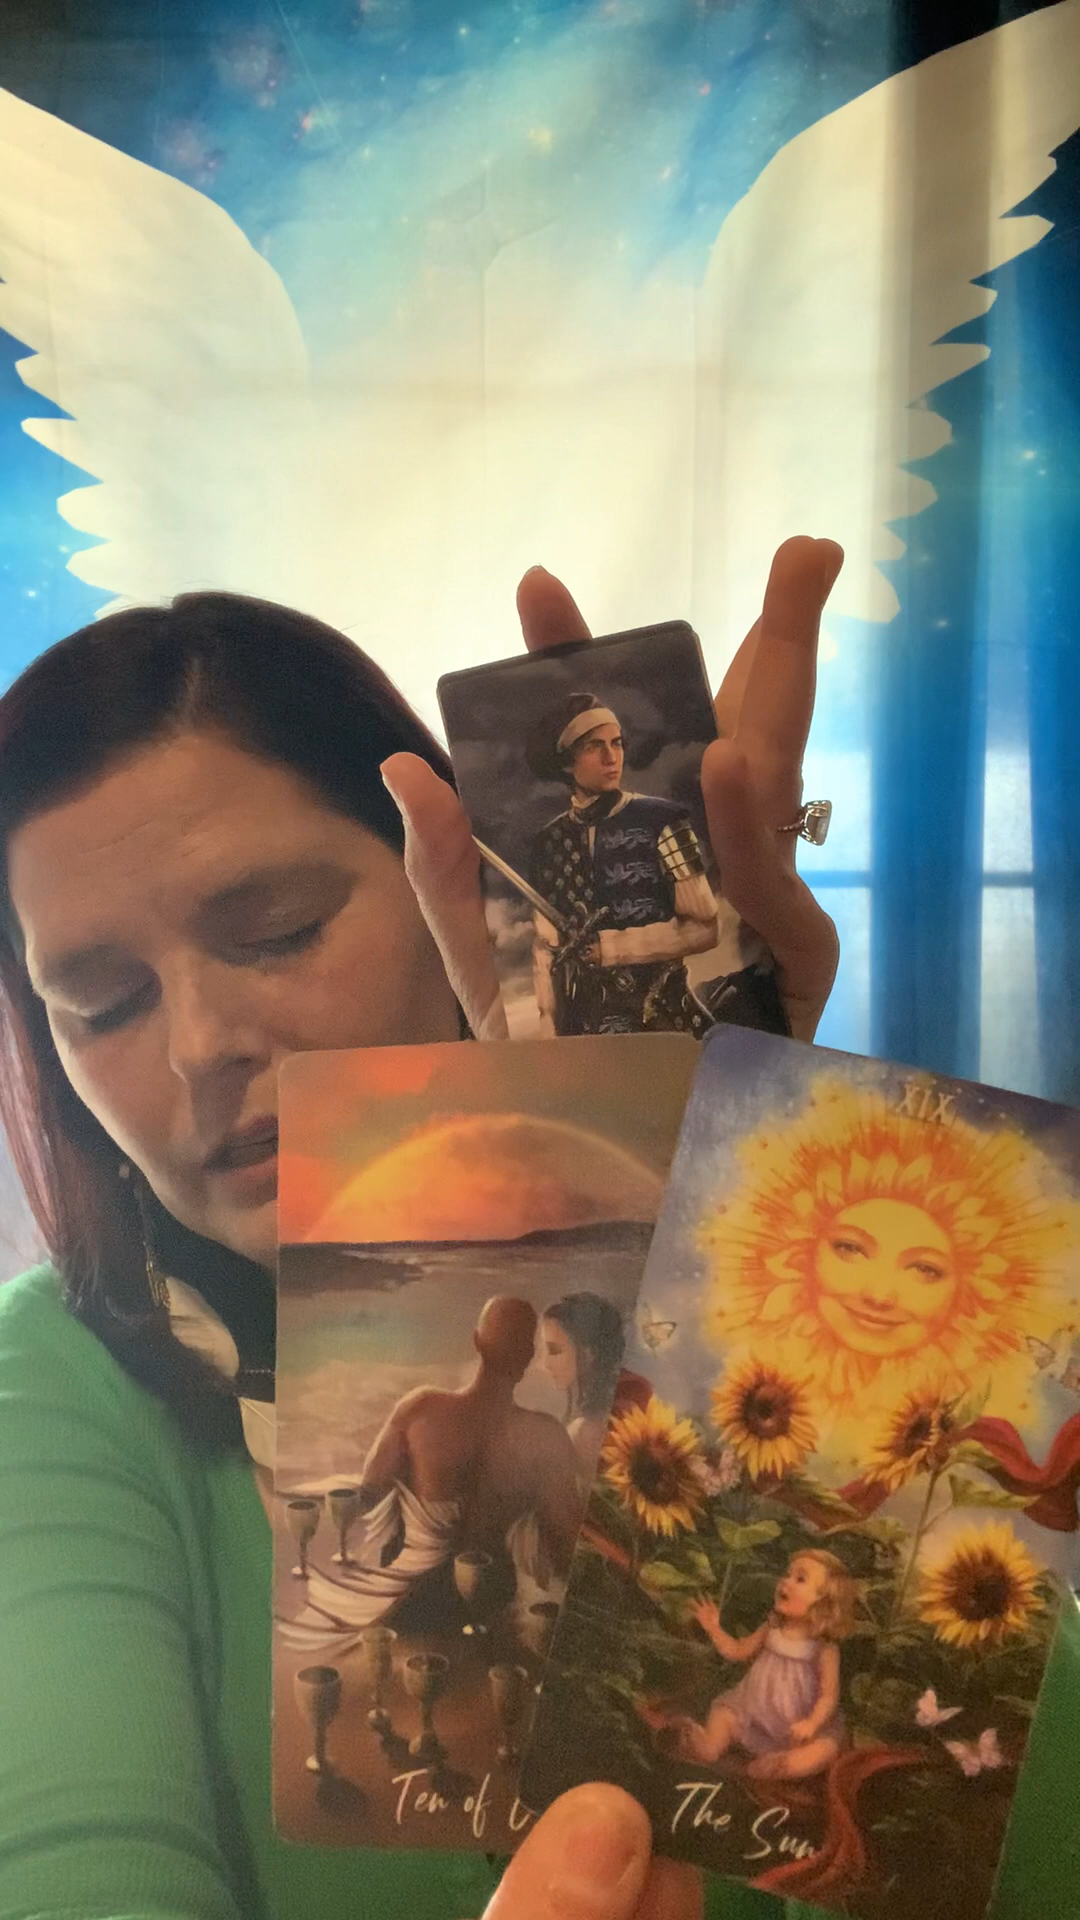 XIX
Ten of
The Sun